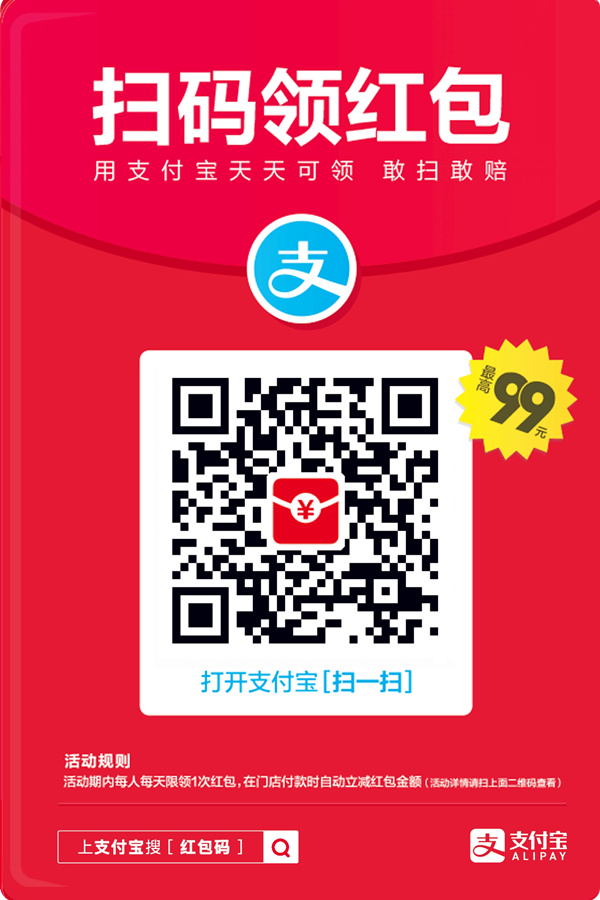 扫码领红包
用支付宝天天可领 敢扫敢赔
支
最高99元
¥
打开支付宝[扫一扫]
活动规则
活动期内每人每天限领1次红包,在门店付款时自动立减红包金额(活动详情请扫上面二维码查看)
上支付宝搜[ 红包码 ]
支 支付宝
ALIPAY